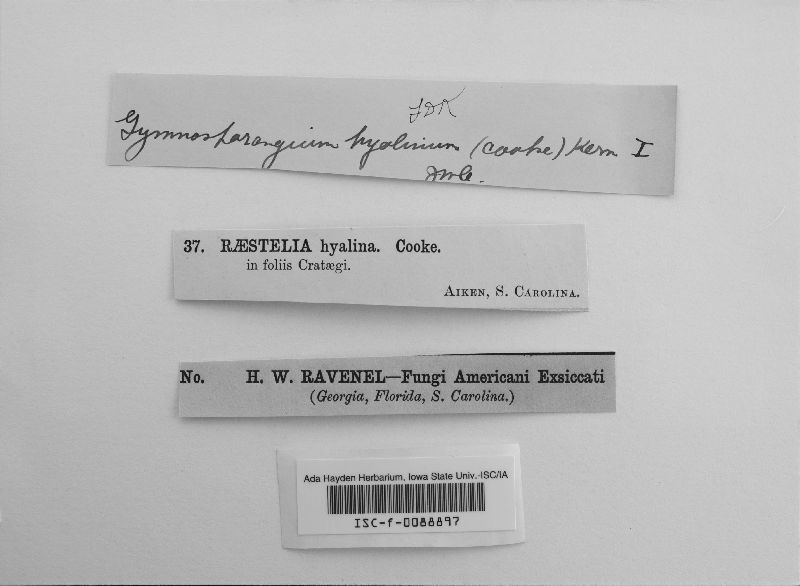 JDK
Gymnosporangium hyalinum (Cooke) Kern I
37. RÆSTELIA hyalina. Cooke.
in foliis Cratægi.
AIKEN, S. CAROLINA.
No. H. W. RAVENEL—Fungi Americani Exsiccati
(Georgia, Florida, S. Carolina.)
Ada Hayden Herbarium, Iowa State Univ.-ISC/IA
ISC-f-0088897